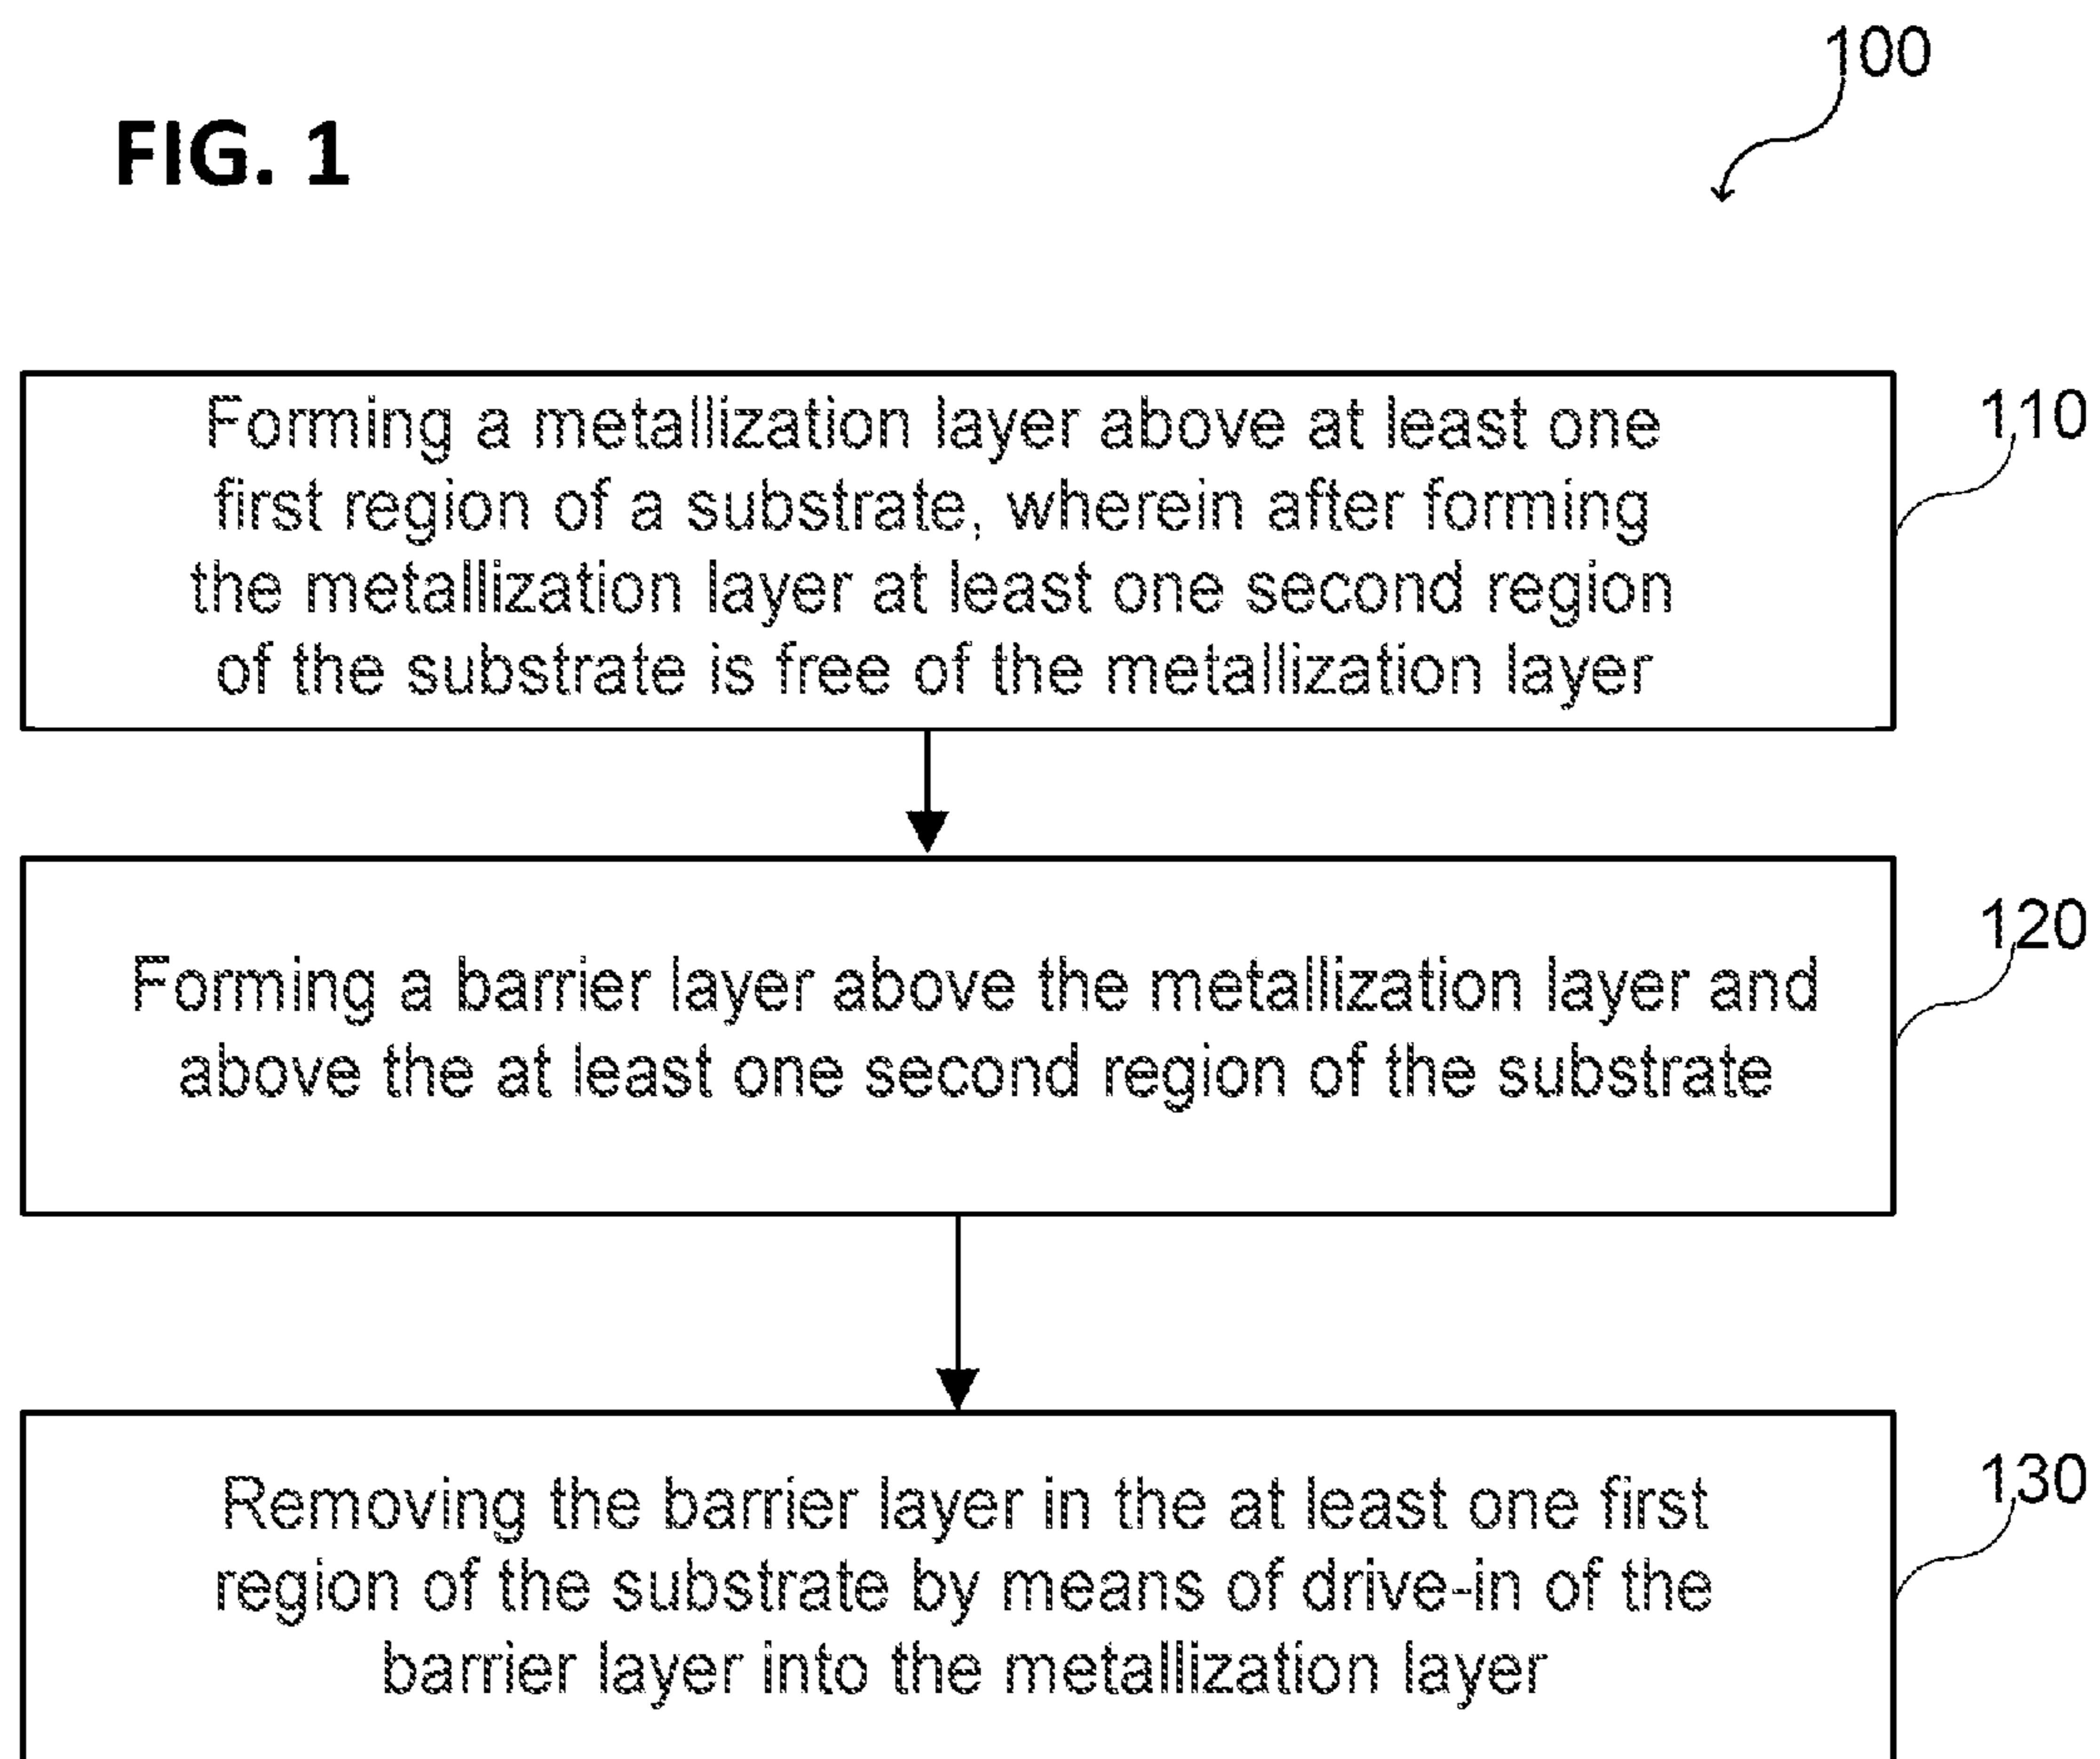 100
FIG. 1
Forming a metallization layer above at least one
110
first region of a substrate, wherein after forming
the metallization layer at least one second region
of the substrate is free of the metallization layer
120
Forming a barrier layer above the metallization layer and
above the at least one second region of the substrate
130
Removing the barrier layer in the at least one first
region of the substrate by means of drive-in of the
barrier layer into the metallization layer